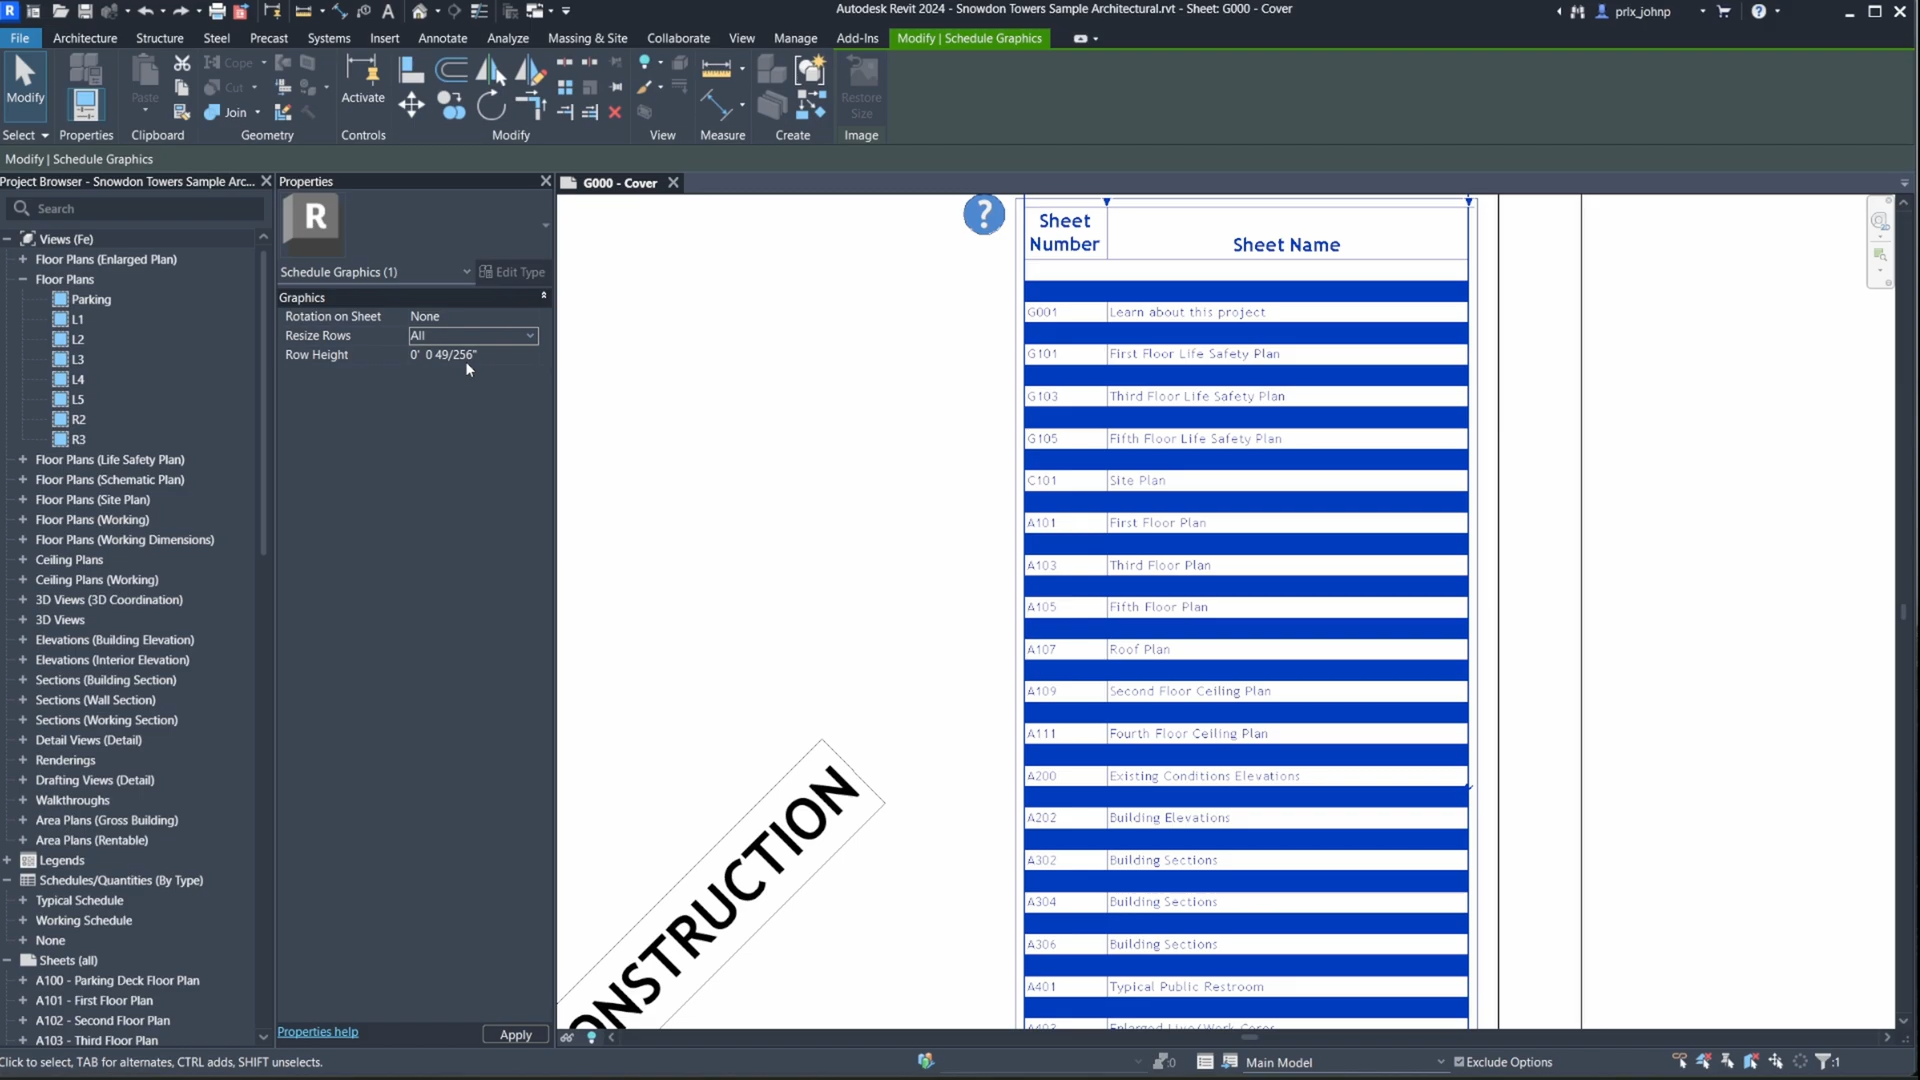 Autodesk Revit 2024 - Snowdon Towers Sample Architectural.rvt - Sheet: G000 - Cover
prlx_johnp
File Architecture Structure Steel Precast Systems Insert Annotate Analyze Massing & Site Collaborate View Manage Add-Ins Modify | Schedule Graphics
Modify
Paste
Cope
Cut
Join
Activate
Restore
Size
Select Properties Clipboard Geometry Controls Modify View Measure Create Image
Modify | Schedule Graphics
Project Browser - Snowdon Towers Sample Arc...
Search
Views (Fe)
Floor Plans (Enlarged Plan)
Floor Plans
Parking
L1
L2
L3
L4
L5
R2
R3
Floor Plans (Life Safety Plan)
Floor Plans (Schematic Plan)
Floor Plans (Site Plan)
Floor Plans (Working)
Floor Plans (Working Dimensions)
Ceiling Plans
Ceiling Plans (Working)
3D Views (3D Coordination)
3D Views
Elevations (Building Elevation)
Elevations (Interior Elevation)
Sections (Building Section)
Sections (Wall Section)
Sections (Working Section)
Detail Views (Detail)
Renderings
Drafting Views (Detail)
Walkthroughs
Area Plans (Gross Building)
Area Plans (Rentable)
Legends
Schedules/Quantities (By Type)
Typical Schedule
Working Schedule
None
Sheets (all)
A100 - Parking Deck Floor Plan
A101 - First Floor Plan
A102 - Second Floor Plan
A103 - Third Floor Plan
Properties
R
Schedule Graphics (1)
Edit Type
Graphics
Rotation on Sheet None
Resize Rows All
Row Height 0' 0 49/256"
Properties help
Apply
G000 - Cover
?
Sheet
Number
Sheet Name
G001 Learn about this project
G101 First Floor Life Safety Plan
G103 Third Floor Life Safety Plan
G105 Fifth Floor Life Safety Plan
C101 Site Plan
A101 First Floor Plan
A103 Third Floor Plan
A105 Fifth Floor Plan
A107 Roof Plan
A109 Second Floor Ceiling Plan
A111 Fourth Floor Ceiling Plan
A200 Existing Conditions Elevations
A202 Building Elevations
A302 Building Sections
A304 Building Sections
A306 Building Sections
A401 Typical Public Restroom
ONSTRUCTION
Click to select, TAB for alternates, CTRL adds, SHIFT unselects.
:0
Main Model
Exclude Options
:1